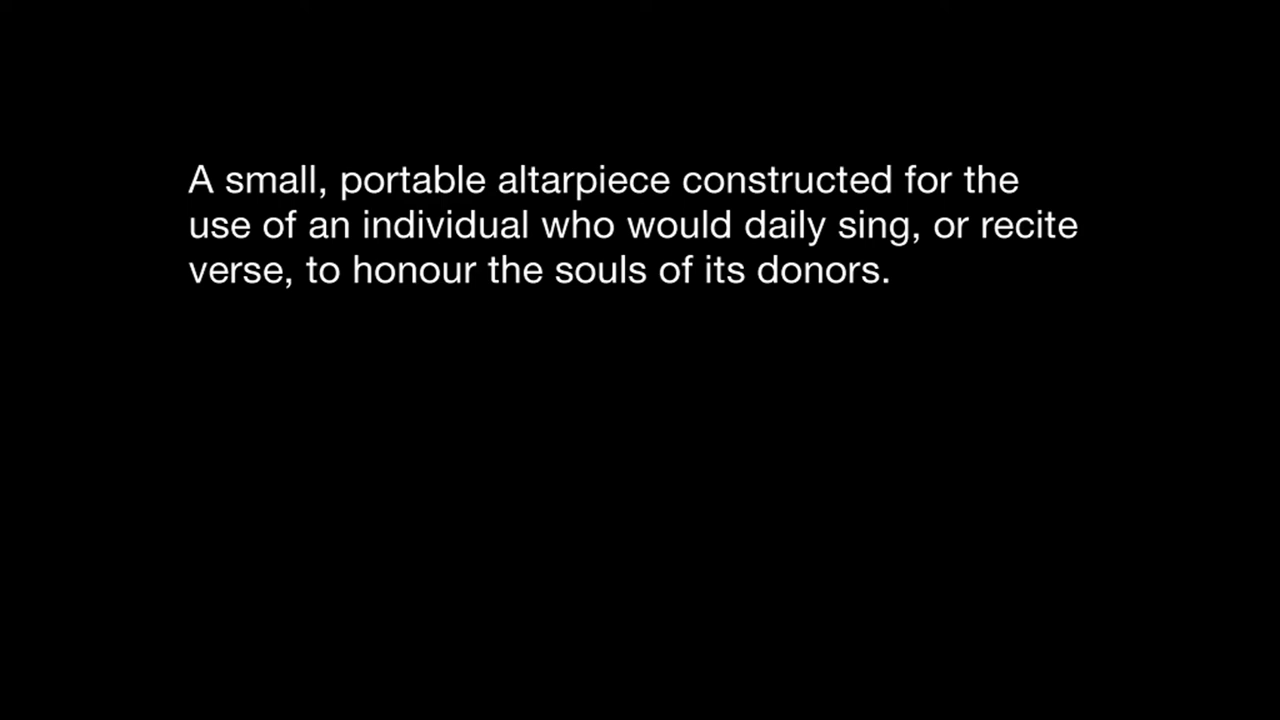 A small, portable altarpiece constructed for the
use of an individual who would daily sing, or recite
verse, to honour the souls of its donors.